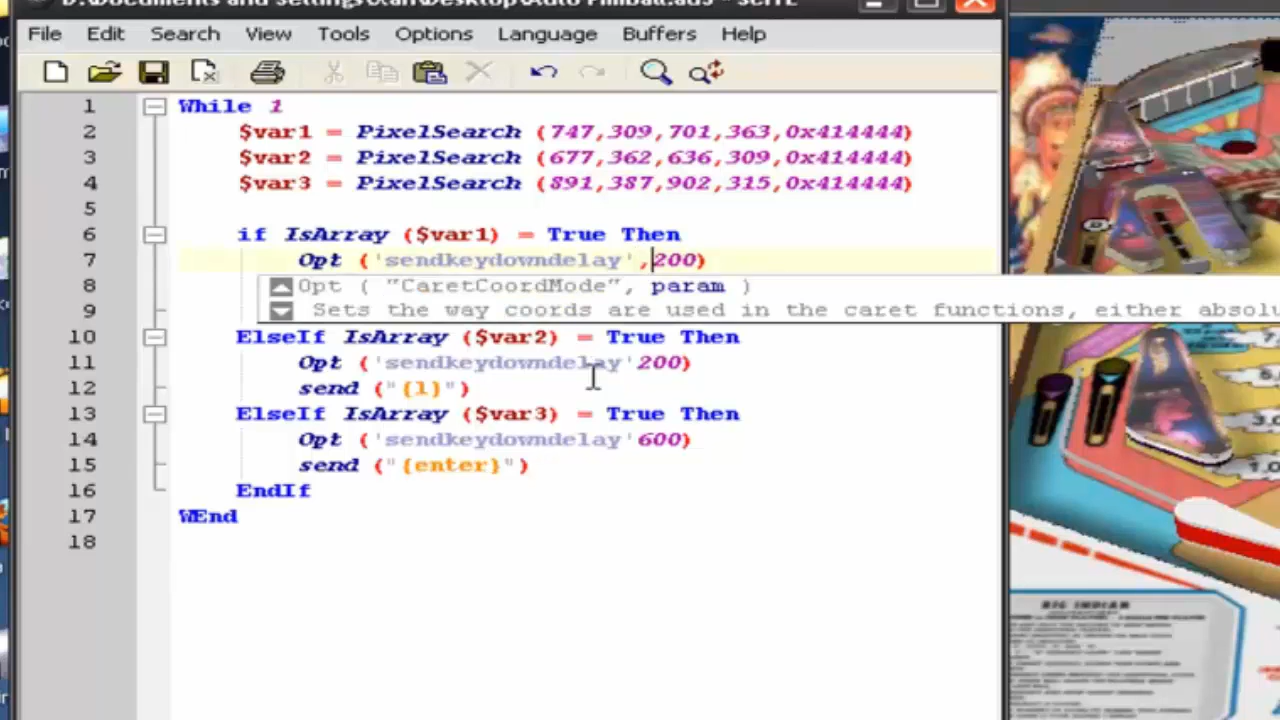 File Edit Search View Tools Options Language Buffers Help
1 While 1
2 $var1 = PixelSearch (747,309,701,363,0x414444)
3 $var2 = PixelSearch (677,362,636,309,0x414444)
4 $var3 = PixelSearch (891,387,902,315,0x414444)
5
6 if IsArray ($var1) = True Then
7 Opt ('sendkeydowndelay',200)
8 Opt ( "CaretCoordMode", param )
9 Sets the way coords are used in the caret functions, either
10 ElseIf IsArray ($var2) = True Then
11 Opt ('sendkeydowndelay'200)
12 send ("{l}")
13 ElseIf IsArray ($var3) = True Then
14 Opt ('sendkeydowndelay'600)
15 send ("{enter}")
16 EndIf
17 WEnd
18
BIG INDIAN